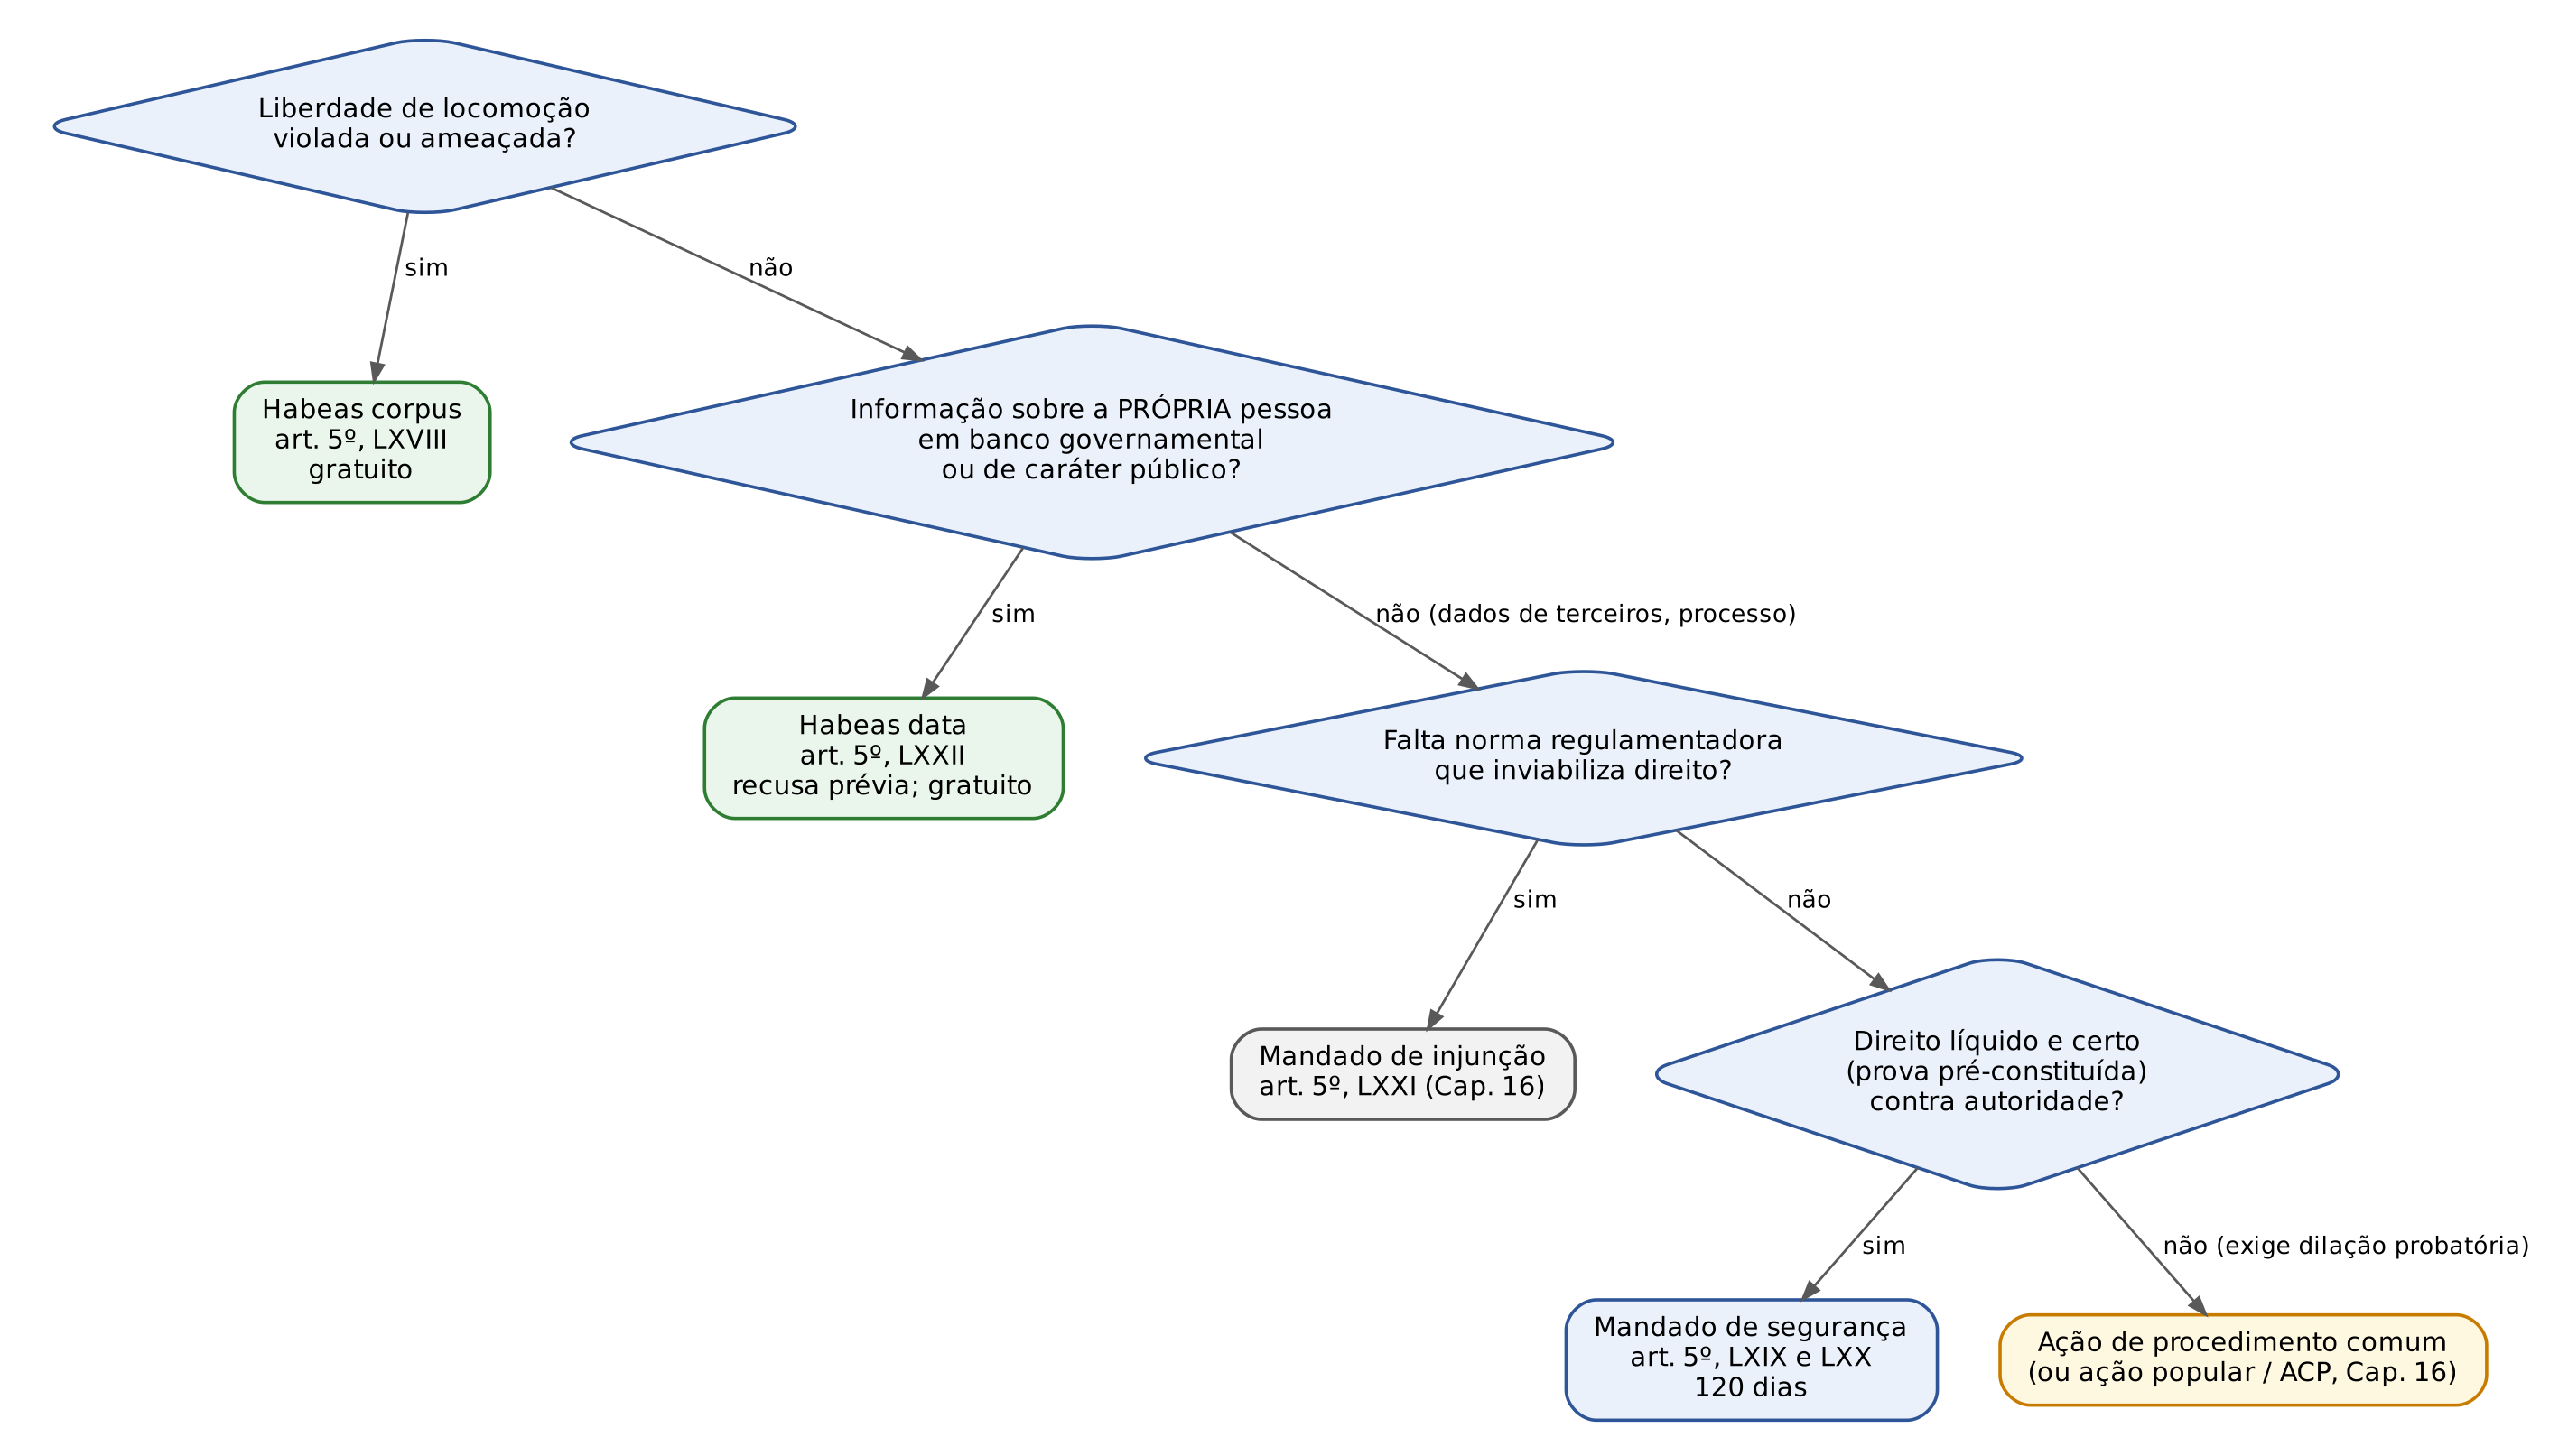 Liberdade de locomoção
violada ou ameaçada?
sim
não
Habeas corpus
art. 5º, LXVIII
gratuito
Informação sobre a PRÓPRIA pessoa
em banco governamental
ou de caráter público?
sim
não (dados de terceiros, processo)
Habeas data
art. 5º, LXXII
recusa prévia; gratuito
Falta norma regulamentadora
que inviabiliza direito?
sim
não
Mandado de injunção
art. 5º, LXXI (Cap. 16)
Direito líquido e certo
(prova pré-constituída)
contra autoridade?
sim
não (exige dilação probatória)
Mandado de segurança
art. 5º, LXIX e LXX
120 dias
Ação de procedimento comum
(ou ação popular / ACP, Cap. 16)